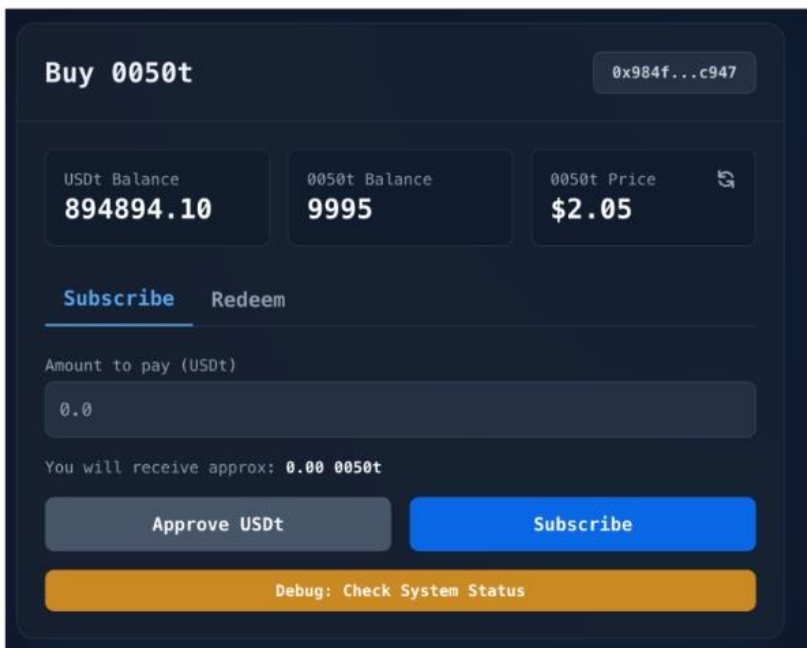 Buy 0050t
0x984f...c947
USDt Balance
894894.10
0050t Balance
9995
0050t Price
$2.05
Subscribe
Redeem
Amount to pay (USDt)
0.0
You will receive approx: 0.00 0050t
Approve USDt
Subscribe
Debug: Check System Status